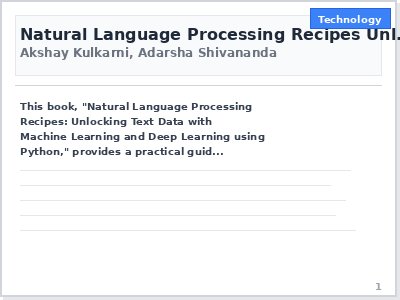 Technology
Natural Language Processing Recipes Unl.
Akshay Kulkarni, Adarsha Shivananda
This book, "Natural Language Processing
Recipes: Unlocking Text Data with
Machine Learning and Deep Learning using
Python," provides a practical guid...
1